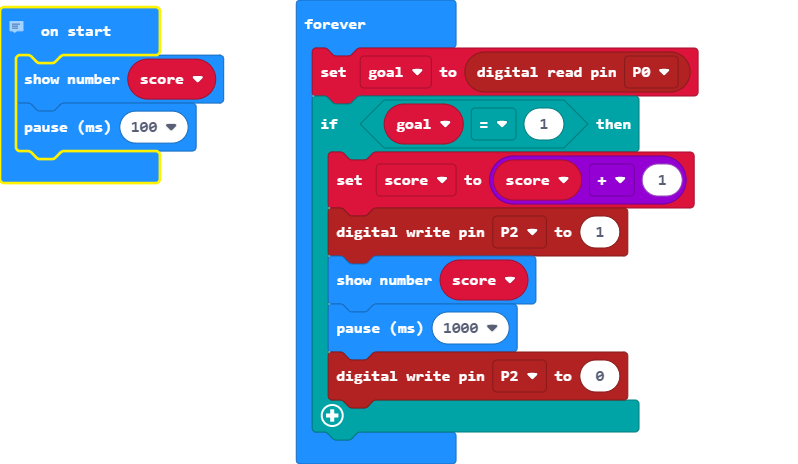 on start
show number score
pause (ms) 100
forever
set goal to digital read pin P0
if goal = 1 then
set score to score + 1
digital write pin P2 to 1
show number score
pause (ms) 1000
digital write pin P2 to 0